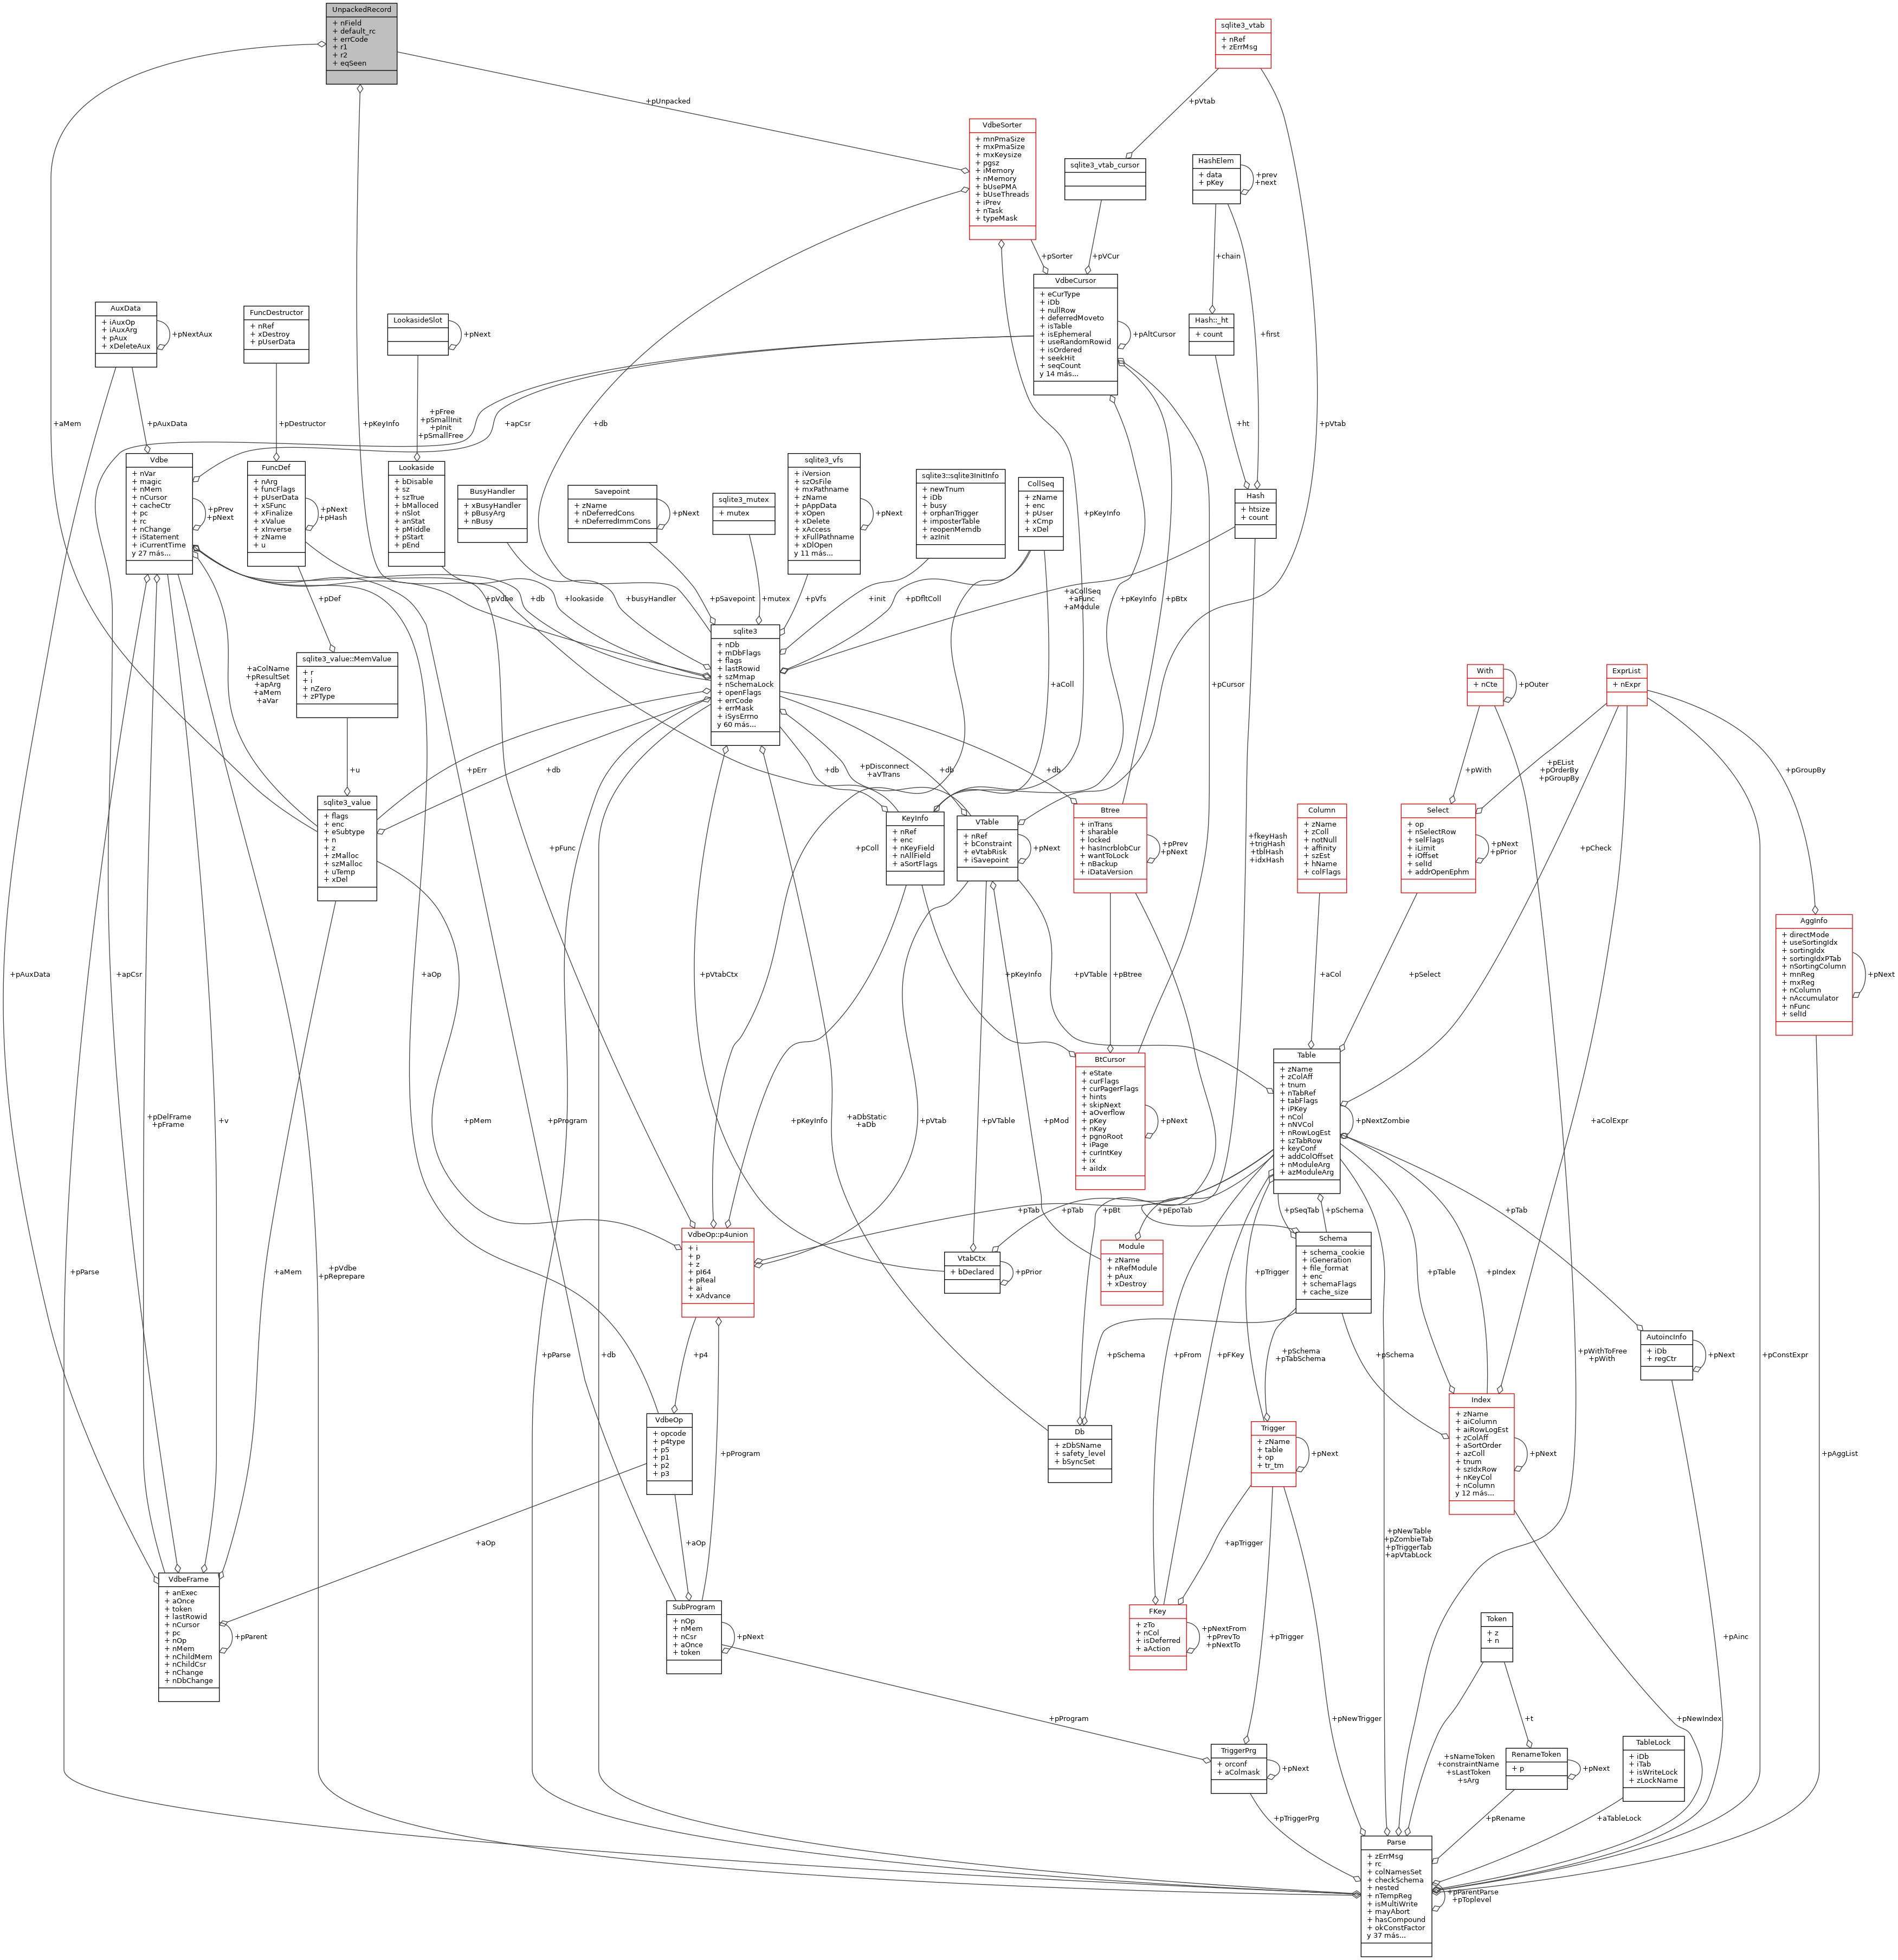 UnpackedRecord
+ nField
+ default_rc
+ errCode
+ r1
+ r2
+ eqSeen
sqlite3_vtab
+ nRef
+ zErrMsg
+pUnpacked
+pVtab
VdbeSorter
+ mnPmaSize
+ mxPmaSize
+ mxKeysize
+ pgsz
+ iMemory
+ nMemory
+ bUsePMA
+ bUseThreads
+ iPrev
+ nTask
+ typeMask
sqlite3_vtab_cursor
HashElem
+ data
+ pKey
+prev
+next
+pSorter
+pVCur
+chain
VdbeCursor
+ eCurType
+ iDb
+ nullRow
+ deferredMoveto
+ isTable
+ isEphemeral
+ useRandomRowid
+ isOrdered
+ seekHit
+ seqCount
y 14 más...
+pAltCursor
Hash::_ht
+ count
+first
AuxData
+ iAuxOp
+ iAuxArg
+ pAux
+ xDeleteAux
+pNextAux
FuncDestructor
+ nRef
+ xDestroy
+ pUserData
LookasideSlot
+pNext
+aMem
+pAuxData
+pDestructor
+pKeyInfo
+pFree
+pSmallInit
+pInit
+pSmallFree
+apCsr
+db
+ht
+pVtab
Vdbe
+ nVar
+ magic
+ nMem
+ nCursor
+ cacheCtr
+ pc
+ rc
+ nChange
+ iStatement
+ iCurrentTime
y 27 más...
+pPrev
+pNext
FuncDef
+ nArg
+ funcFlags
+ pUserData
+ xSFunc
+ xFinalize
+ xValue
+ xInverse
+ zName
+ u
+pNext
+pHash
Lookaside
+ bDisable
+ sz
+ szTrue
+ bMalloced
+ nSlot
+ anStat
+ pMiddle
+ pStart
+ pEnd
BusyHandler
+ xBusyHandler
+ pBusyArg
+ nBusy
Savepoint
+ zName
+ nDeferredCons
+ nDeferredImmCons
+pNext
sqlite3_mutex
+ mutex
sqlite3_vfs
+ iVersion
+ szOsFile
+ mxPathname
+ zName
+ pAppData
+ xOpen
+ xDelete
+ xAccess
+ xFullPathname
+ xDlOpen
y 11 más...
+pNext
sqlite3::sqlite3InitInfo
+ newTnum
+ iDb
+ busy
+ orphanTrigger
+ imposterTable
+ reopenMemdb
+ azInit
CollSeq
+ zName
+ enc
+ pUser
+ xCmp
+ xDel
+pKeyInfo
Hash
+ htsize
+ count
+pDef
+pVdbe
+db
+lookaside
+busyHandler
+pSavepoint
+mutex
+pVfs
+init
+pDfltColl
+aCollSeq
+aFunc
+aModule
+pKeyInfo
+pBtx
sqlite3
+ nDb
+ mDbFlags
+ flags
+ lastRowid
+ szMmap
+ nSchemaLock
+ openFlags
+ errCode
+ errMask
+ iSysErrno
y 60 más...
+aColName
+pResultSet
+apArg
+aMem
+aVar
sqlite3_value::MemValue
+ r
+ i
+ nZero
+ zPType
+aColl
+pCursor
With
+ nCte
+pOuter
ExprList
+ nExpr
+u
+pErr
+db
+db
+pDisconnect
+aVTrans
+db
+db
+pWith
+pEList
+pOrderBy
+pGroupBy
+pGroupBy
sqlite3_value
+ flags
+ enc
+ eSubtype
+ n
+ z
+ zMalloc
+ szMalloc
+ uTemp
+ xDel
KeyInfo
+ nRef
+ enc
+ nKeyField
+ nAllField
+ aSortFlags
VTable
+ nRef
+ bConstraint
+ eVtabRisk
+ iSavepoint
+pNext
Btree
+ inTrans
+ sharable
+ locked
+ hasIncrblobCur
+ wantToLock
+ nBackup
+ iDataVersion
+pPrev
+pNext
+fkeyHash
+trigHash
+tblHash
+idxHash
Column
+ zName
+ zColl
+ notNull
+ affinity
+ szEst
+ hName
+ colFlags
Select
+ op
+ nSelectRow
+ selFlags
+ iLimit
+ iOffset
+ selId
+ addrOpenEphm
+pNext
+pPrior
+pCheck
+pFunc
+pColl
AggInfo
+ directMode
+ useSortingIdx
+ sortingIdx
+ sortingIdxPTab
+ nSortingColumn
+ mnReg
+ mxReg
+ nColumn
+ nAccumulator
+ nFunc
+ selId
+pNext
+pAuxData
+apCsr
+aOp
+pVtabCtx
+pKeyInfo
+pVTable
+pBtree
+aCol
+pSelect
Table
+ zName
+ zColAff
+ tnum
+ nTabRef
+ tabFlags
+ iPKey
+ nCol
+ nNVCol
+ nRowLogEst
+ szTabRow
+ keyConf
+ addColOffset
+ nModuleArg
+ azModuleArg
+pNextZombie
BtCursor
+ eState
+ curFlags
+ curPagerFlags
+ hints
+ skipNext
+ aOverflow
+ pKey
+ nKey
+ pgnoRoot
+ iPage
+ curIntKey
+ ix
+ aiIdx
+pNext
+pDelFrame
+pFrame
+v
+pMem
+pProgram
+pKeyInfo
+aDbStatic
+aDb
+pVtab
+pVTable
+pMod
+aColExpr
+pTab
+pTab
+pBt
+pEpoTab
+pSeqTab
+pSchema
+pTab
VdbeOp::p4union
+ i
+ p
+ z
+ pI64
+ pReal
+ ai
+ xAdvance
VtabCtx
+ bDeclared
+pPrior
Module
+ zName
+ nRefModule
+ pAux
+ xDestroy
Schema
+ schema_cookie
+ iGeneration
+ file_format
+ enc
+ schemaFlags
+ cache_size
+pParse
+aMem
+pVdbe
+pReprepare
+pTrigger
+pTable
+pIndex
AutoincInfo
+ iDb
+ regCtr
+pNext
+p4
+pParse
+db
+pSchema
+pFrom
+pFKey
+pSchema
+pTabSchema
+pSchema
+pWithToFree
+pWith
+pConstExpr
VdbeOp
+ opcode
+ p4type
+ p5
+ p1
+ p2
+ p3
+pProgram
Db
+ zDbSName
+ safety_level
+ bSyncSet
Trigger
+ zName
+ table
+ op
+ tr_tm
+pNext
Index
+ zName
+ aiColumn
+ aiRowLogEst
+ zColAff
+ aSortOrder
+ azColl
+ tnum
+ szIdxRow
+ nKeyCol
+ nColumn
y 12 más...
+pNext
+pAggList
+aOp
+aOp
+apTrigger
+pNewTable
+pZombieTab
+pTriggerTab
+apVtabLock
VdbeFrame
+ anExec
+ aOnce
+ token
+ lastRowid
+ nCursor
+ pc
+ nOp
+ nMem
+ nChildMem
+ nChildCsr
+ nChange
+ nDbChange
+pParent
SubProgram
+ nOp
+ nMem
+ nCsr
+ aOnce
+ token
+pNext
FKey
+ zTo
+ nCol
+ isDeferred
+ aAction
+pNextFrom
+pPrevTo
+pNextTo
+pTrigger
Token
+ z
+ n
+pAinc
+pProgram
+pNewTrigger
+t
+pNewIndex
TriggerPrg
+ orconf
+ aColmask
+pNext
+sNameToken
+constraintName
+sLastToken
+sArg
RenameToken
+ p
+pNext
TableLock
+ iDb
+ iTab
+ isWriteLock
+ zLockName
+pTriggerPrg
+pRename
+aTableLock
Parse
+ zErrMsg
+ rc
+ colNamesSet
+ checkSchema
+ nested
+ nTempReg
+ isMultiWrite
+ mayAbort
+ hasCompound
+ okConstFactor
y 37 más...
+pParentParse
+pToplevel